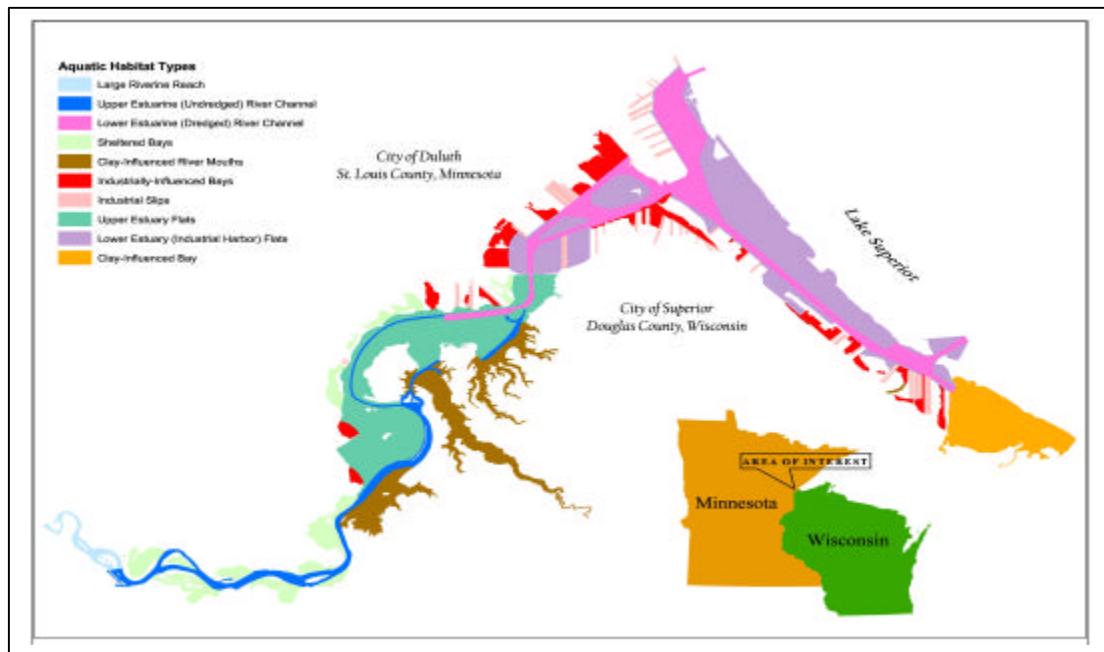 Aquatic Habitat Types
Large Riverine Reach
Upper Estuarine (Undredged) River Channel
Lower Estuarine (Dredged) River Channel
Sheltered Bays
Clay-Influenced River Mouths
Industrially-Influenced Bays
Industrial Slips
Upper Estuary Flats
Lower Estuary (Industrial Harbor) Flats
Clay-Influenced Bay
City of Duluth
St. Louis County, Minnesota
Lake Superior
City of Superior
Douglas County, Wisconsin
AREA OF INTEREST
Minnesota
Wisconsin